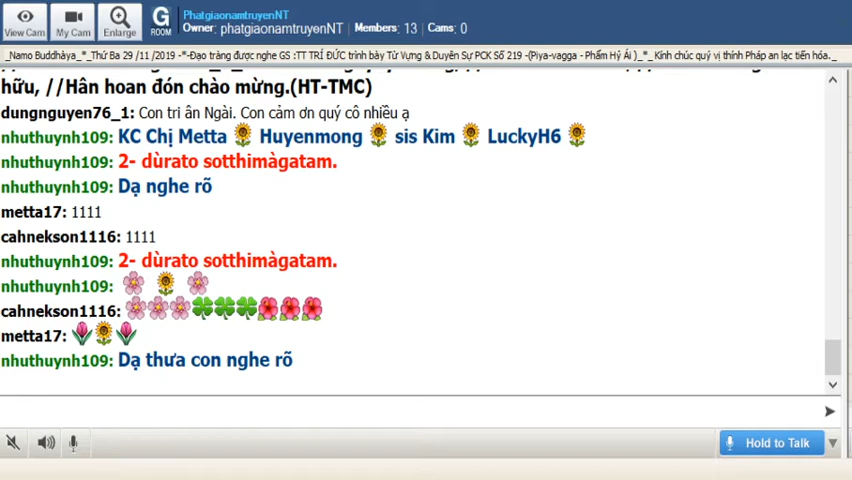 View Cam
My Cam
Enlarge
G
ROOM
PhatgiaonamtruyenNT
Owner: phatgiaonamtruyenNT Members: 13 Cams: 0
_Namo Buddhàya_*_Thứ Ba 29 /11 /2019 -*-Đạo tràng được nghe GS :TT TRÍ ĐỨC trình bày Từ Vựng & Duyên Sự PCK Số 219 -(Piya-vagga - Phẩm Hỷ Ái )_*_ Kính chúc quý vị thính Pháp an lạc tiến hóa._
hữu, //Hân hoan đón chào mừng.(HT-TMC)
dungnguyen76_1: Con tri ân Ngài. Con cảm ơn quý cô nhiều ạ
nhuthuynh109: KC Chị Metta 🌻 Huyenmong 🌻 sis Kim 🌻 LuckyH6 🌻
nhuthuynh109: 2- dùrato sotthimàgatam.
nhuthuynh109: Dạ nghe rõ
metta17: 1111
cahnekson1116: 1111
nhuthuynh109: 2- dùrato sotthimàgatam.
nhuthuynh109: 🌸 🌻 🌸
cahnekson1116: 🌸🌸🌸🍀🍀🍀🌺🌺🌺
metta17: 🌷🌻🌷
nhuthuynh109: Dạ thưa con nghe rõ
Hold to Talk